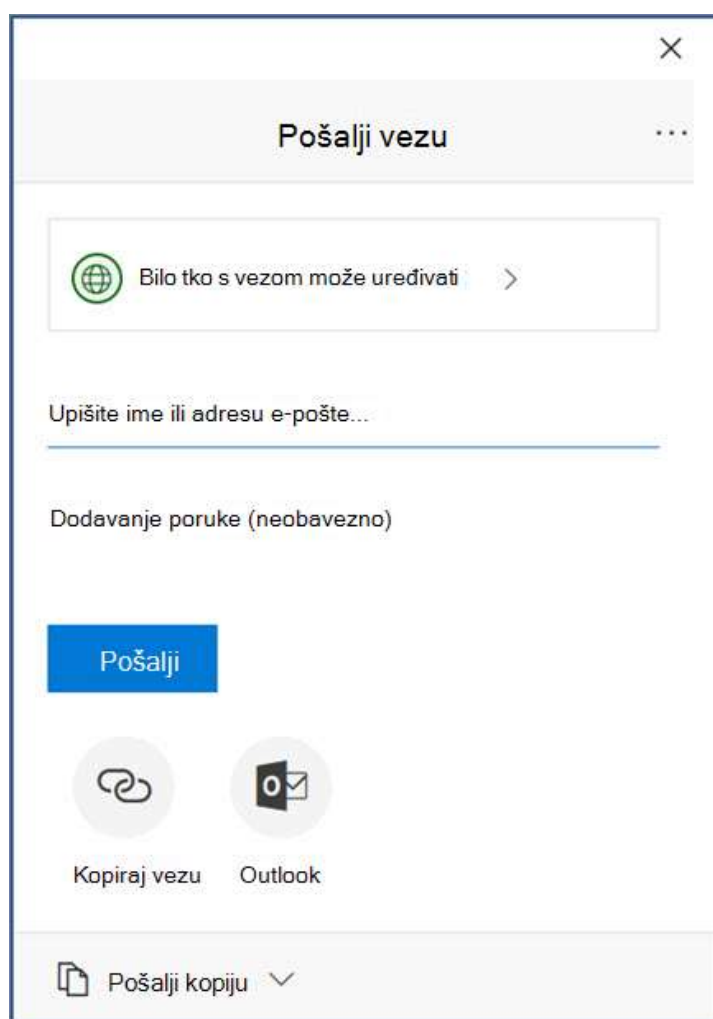 Pošalji vezu
Bilo tko s vezom može uređivati
Upišite ime ili adresu e-pošte...
Dodavanje poruke (neobavezno)
Pošalji
Kopiraj vezu
Outlook
Pošalji kopiju